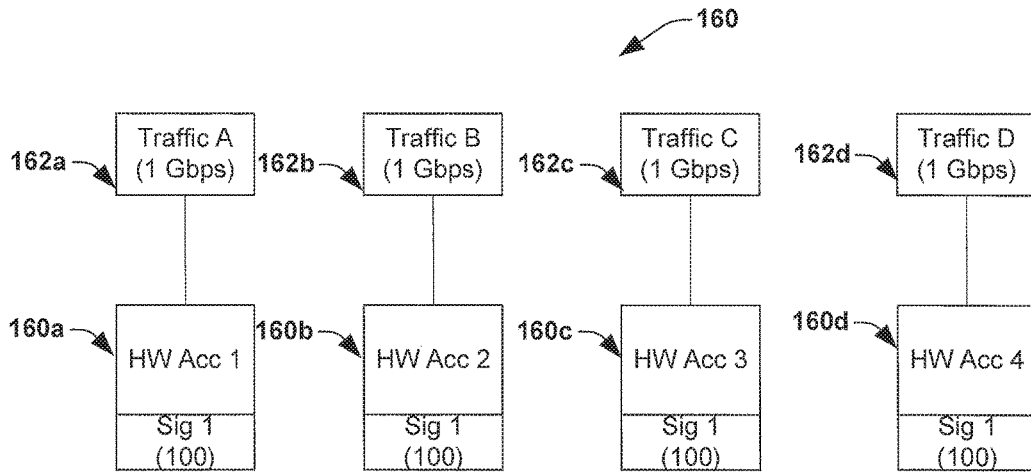 160
Traffic A
(1 Gbps)
162a
Traffic B
(1 Gbps)
162b
Traffic C
(1 Gbps)
162c
Traffic D
(1 Gbps)
162d
160a
HW Acc 1
160b
HW Acc 2
160c
HW Acc 3
160d
HW Acc 4
Sig 1
(100)
Sig 1
(100)
Sig 1
(100)
Sig 1
(100)